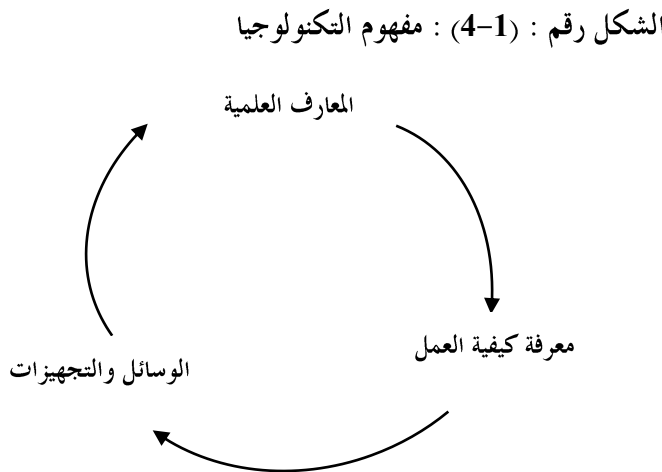 الشكل رقم : (1-4) : مفهوم التكنولوجيا
المعارف العلمية
معرفة كيفية العمل
الوسائل والتجهيزات